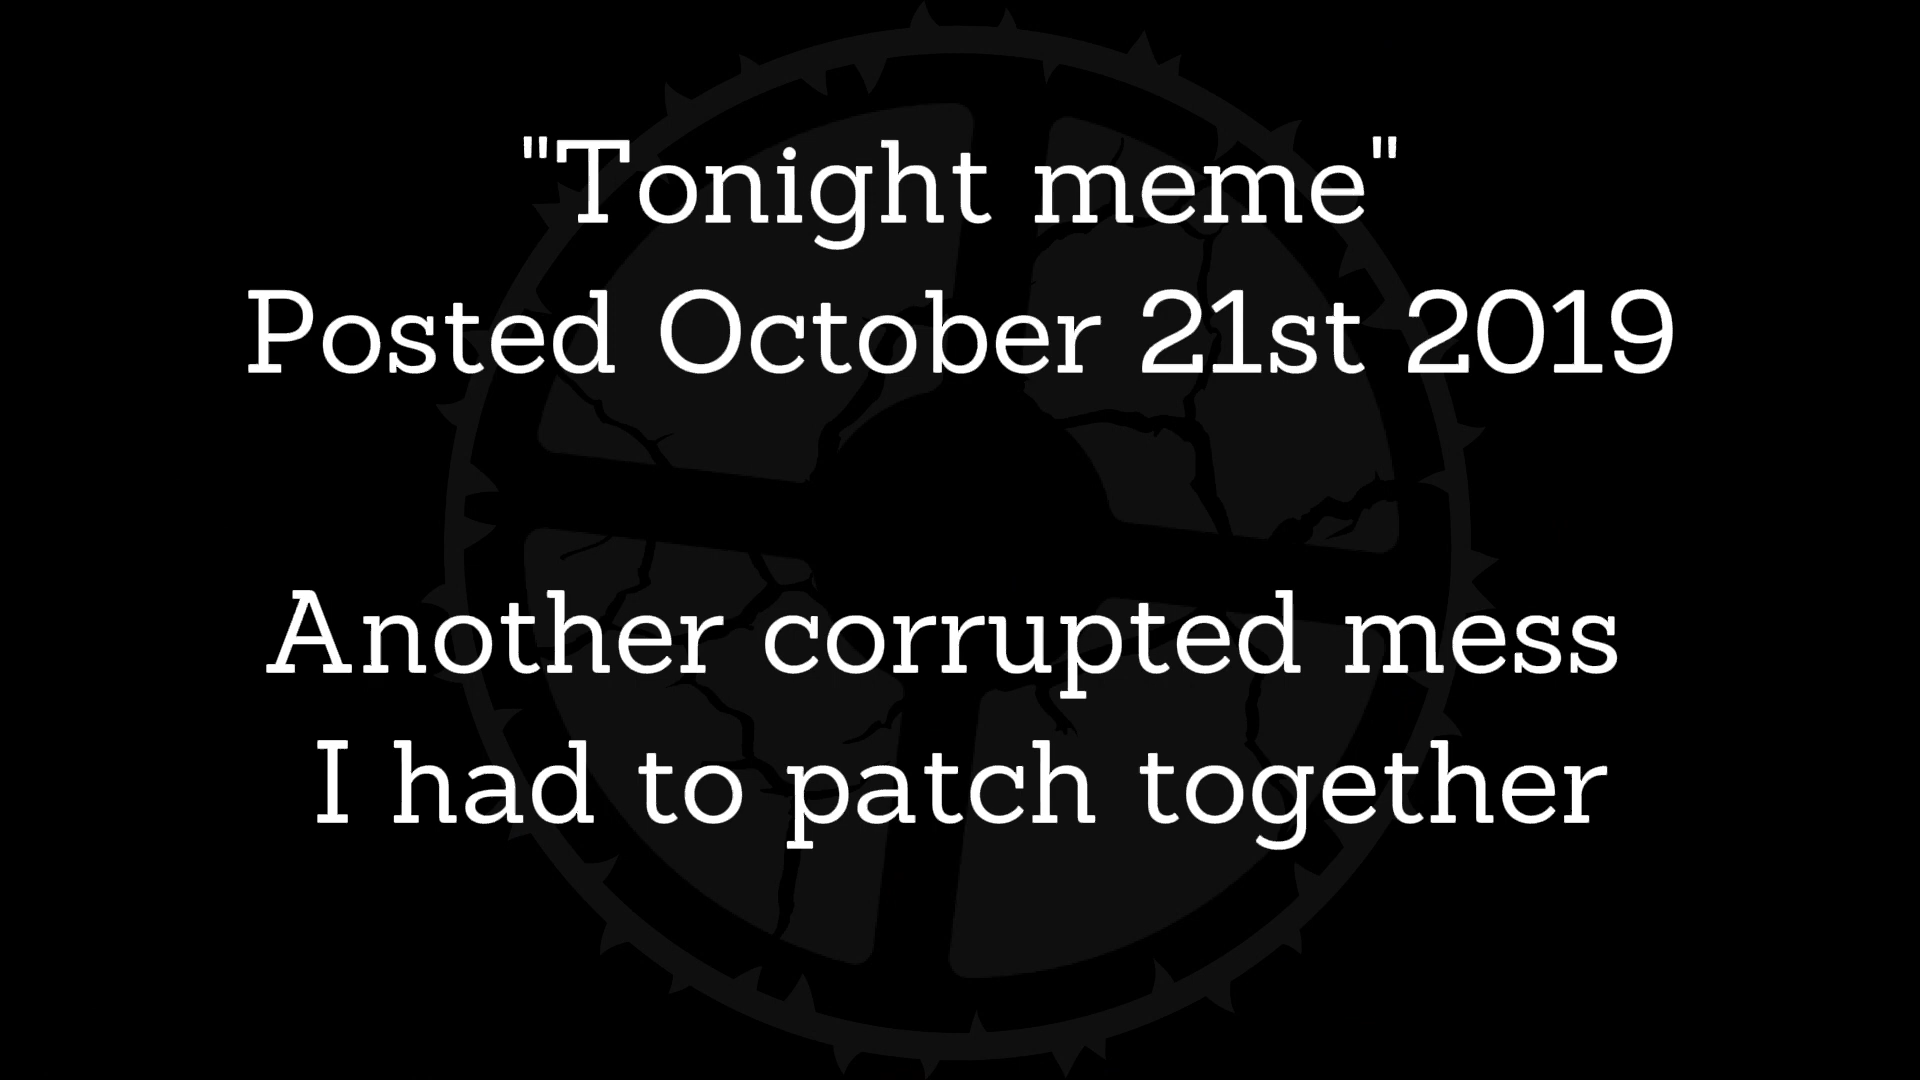 "Tonight meme"
Posted October 21st 2019
Another corrupted mess
I had to patch together